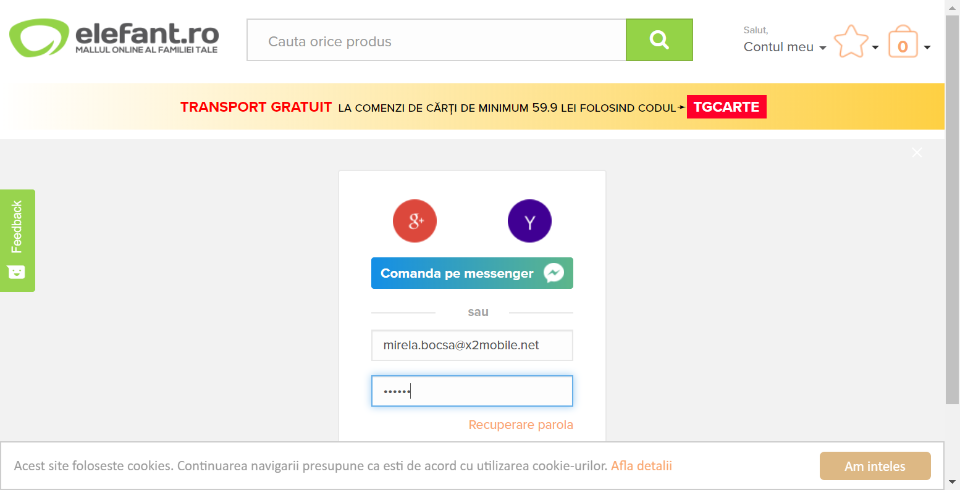 elefant.ro
MALLUL ONLINE AL FAMILIEI TALE
Cauta orice produs
Salut,
Contul meu
0
TRANSPORT GRATUIT LA COMENZI DE CĂRȚI DE MINIMUM 59.9 LEI FOLOSIND CODUL TGCARTE
Feedback
g+
Y
Comanda pe messenger
sau
mirela.bocsa@x2mobile.net
••••••
Recuperare parola
Acest site foloseste cookies. Continuarea navigarii presupune ca esti de acord cu utilizarea cookie-urilor. Afla detalii
Am inteles